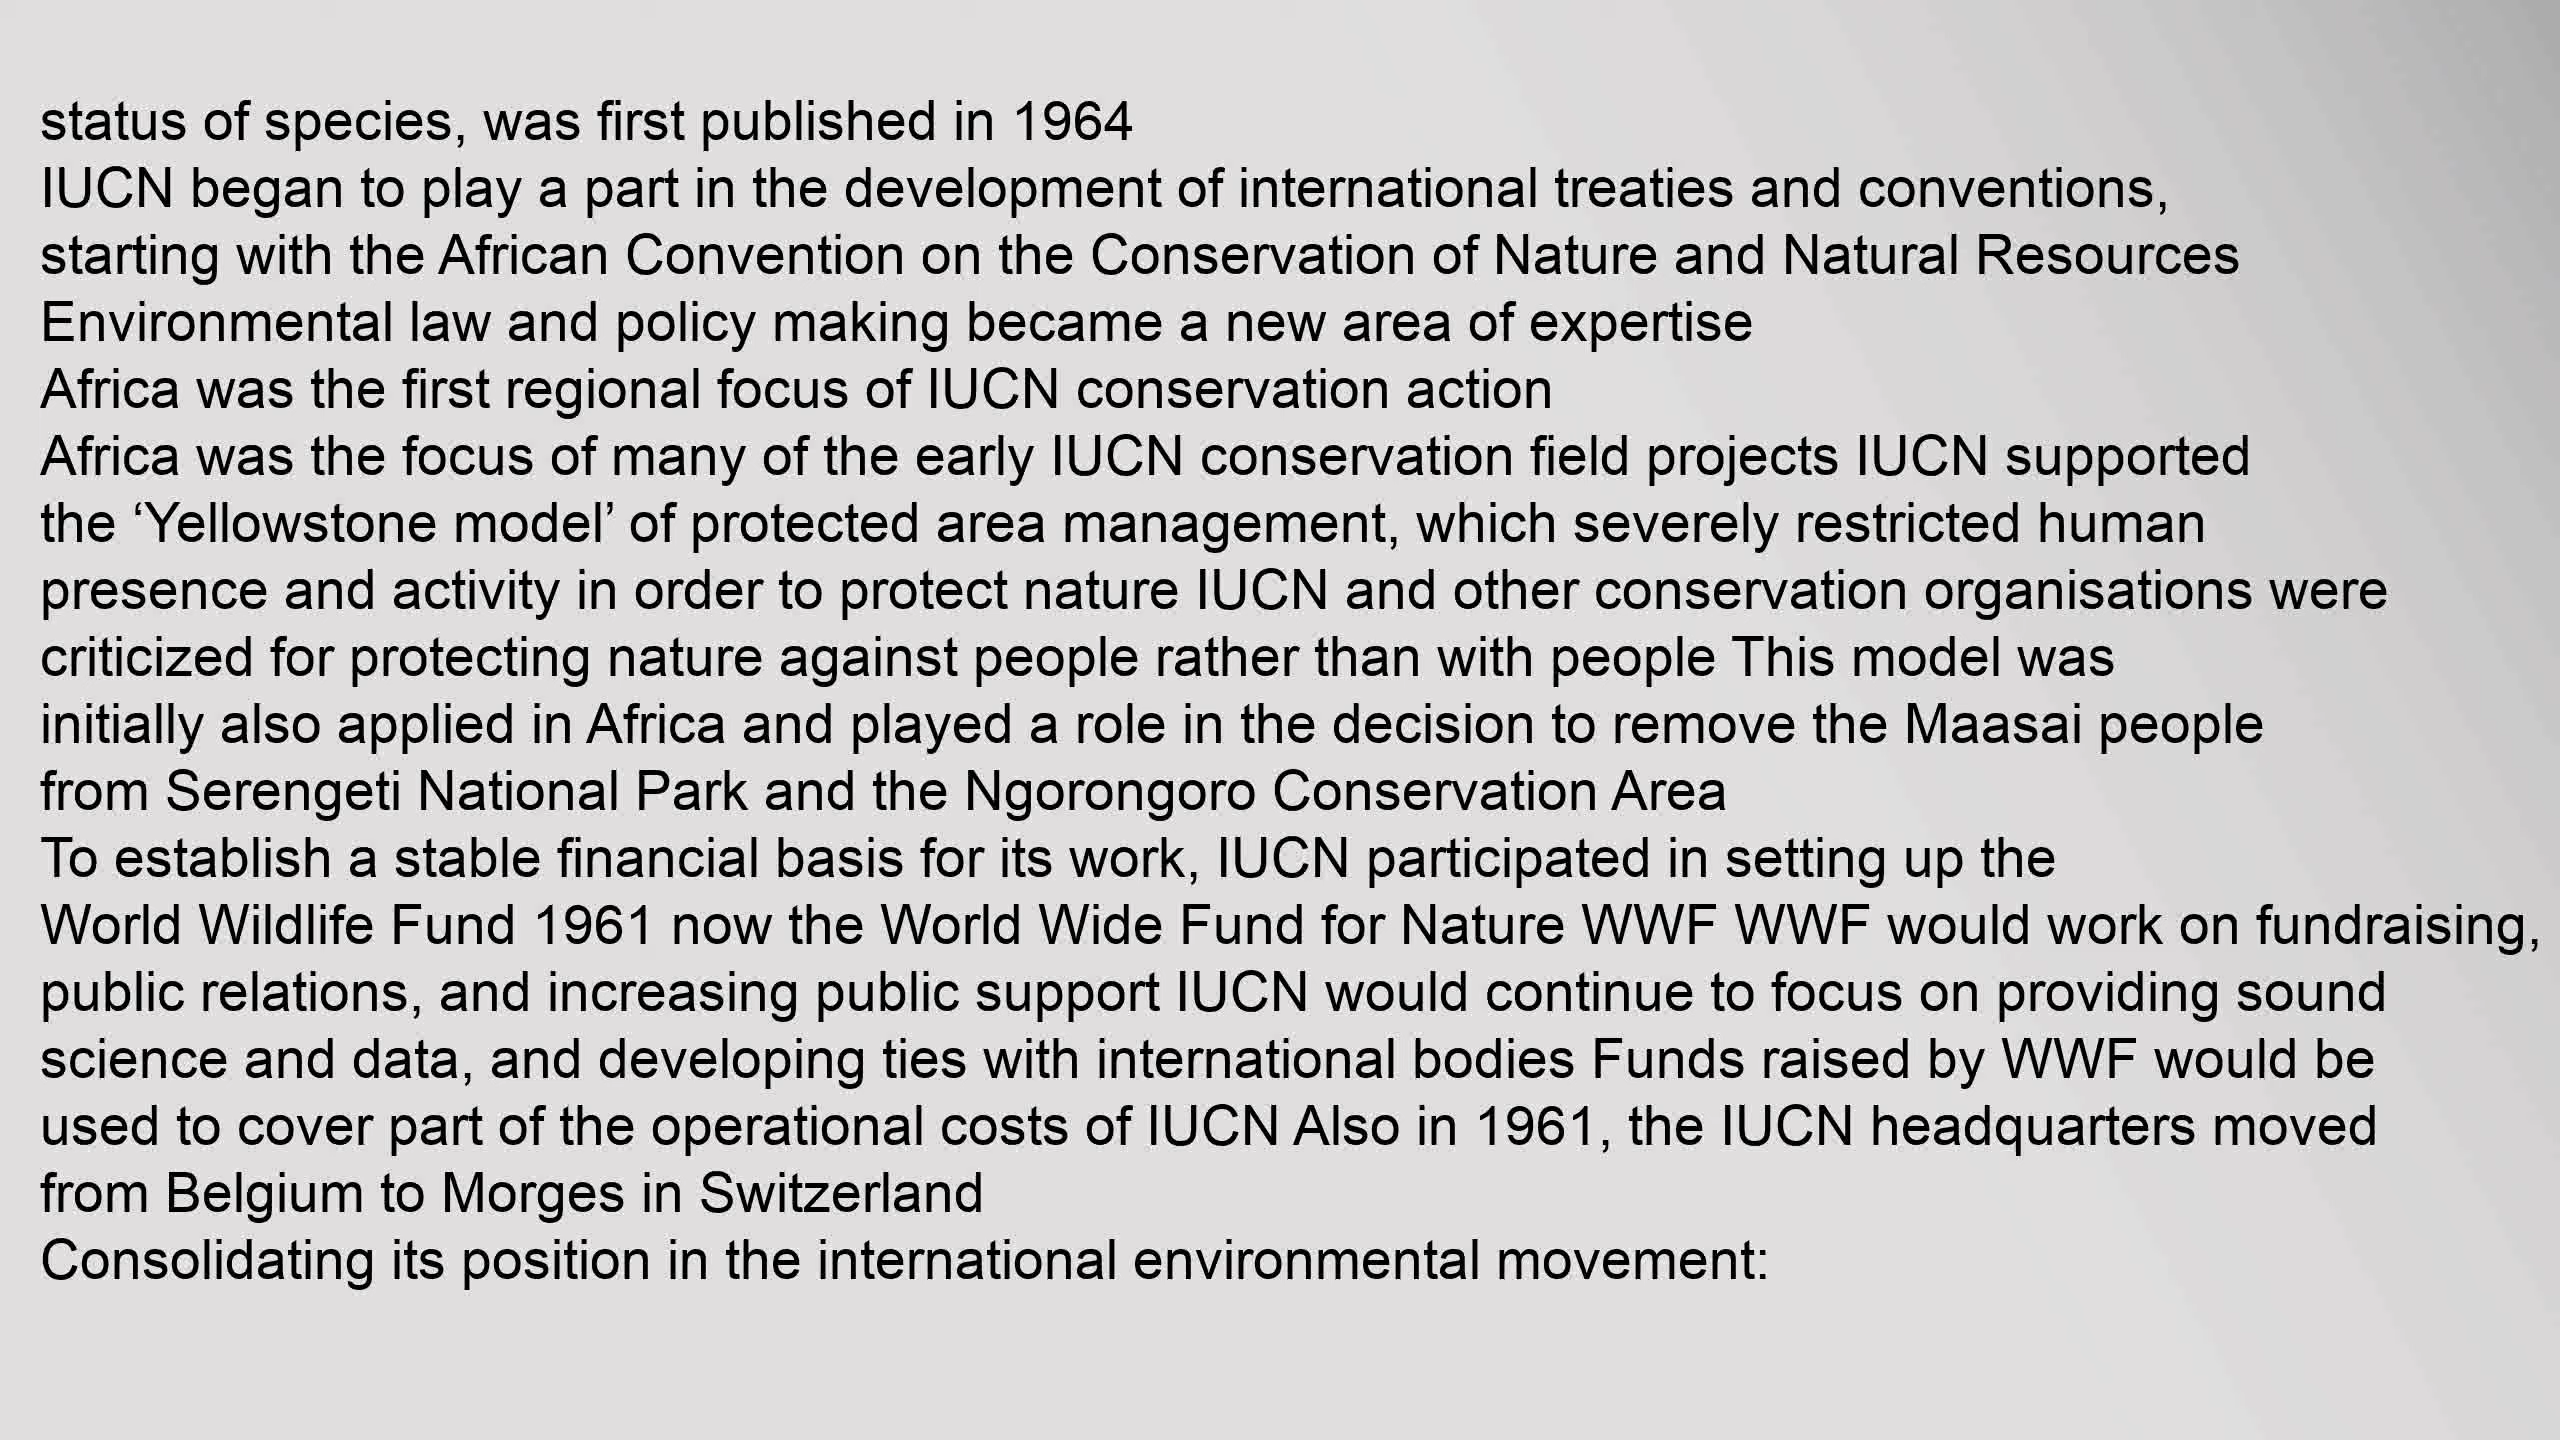 status of species, was first published in 1964
IUCN began to play a part in the development of international treaties and conventions,
starting with the African Convention on the Conservation of Nature and Natural Resources
Environmental law and policy making became a new area of expertise
Africa was the first regional focus of IUCN conservation action
Africa was the focus of many of the early IUCN conservation field projects IUCN supported
the ‘Yellowstone model’ of protected area management, which severely restricted human
presence and activity in order to protect nature IUCN and other conservation organisations were
criticized for protecting nature against people rather than with people This model was
initially also applied in Africa and played a role in the decision to remove the Maasai people
from Serengeti National Park and the Ngorongoro Conservation Area
To establish a stable financial basis for its work, IUCN participated in setting up the
World Wildlife Fund 1961 now the World Wide Fund for Nature WWF WWF would work on fundraising,
public relations, and increasing public support IUCN would continue to focus on providing sound
science and data, and developing ties with international bodies Funds raised by WWF would be
used to cover part of the operational costs of IUCN Also in 1961, the IUCN headquarters moved
from Belgium to Morges in Switzerland
Consolidating its position in the international environmental movement: